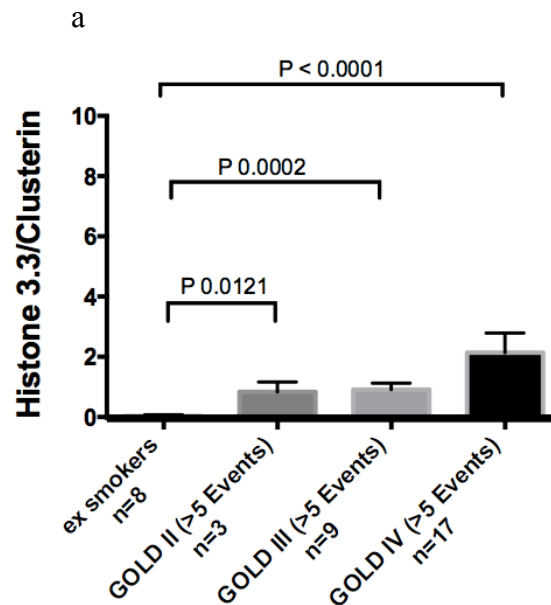 a
P < 0.0001
P 0.0002
P 0.0121
Histone 3.3/Clusterin
10
8
6
4
2
0
ex smokers
n=8
GOLD II (>5 Events)
n=3
GOLD III (>5 Events)
n=9
GOLD IV (>5 Events)
n=17